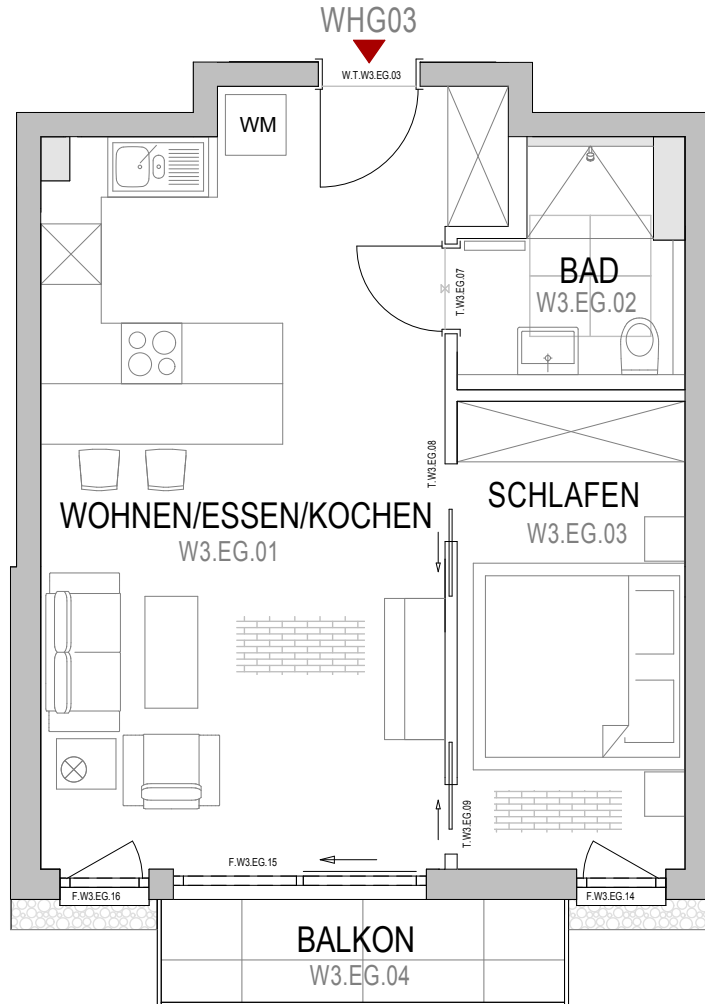 WHG03
W.T.W3.EG.03
WM
T.W3.EG.07
BAD
W3.EG.02
T.W3.EG.08
SCHLAFEN
W3.EG.03
WOHNEN/ESSEN/KOCHEN
W3.EG.01
T.W3.EG.09
F.W3.EG.15
F.W3.EG.16
F.W3.EG.14
BALKON
W3.EG.04